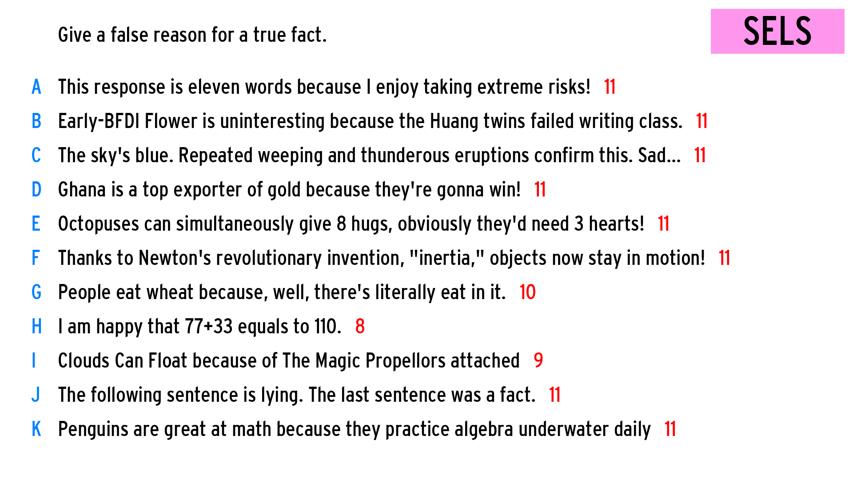 Give a false reason for a true fact.
SELS
A This response is eleven words because I enjoy taking extreme risks! 11
B Early-BFDI Flower is uninteresting because the Huang twins failed writing class. 11
C The sky's blue. Repeated weeping and thunderous eruptions confirm this. Sad... 11
D Ghana is a top exporter of gold because they're gonna win! 11
E Octopuses can simultaneously give 8 hugs, obviously they'd need 3 hearts! 11
F Thanks to Newton's revolutionary invention, "inertia," objects now stay in motion! 11
G People eat wheat because, well, there's literally eat in it. 10
H I am happy that 77+33 equals to 110. 8
I Clouds Can Float because of The Magic Propellors attached 9
J The following sentence is lying. The last sentence was a fact. 11
K Penguins are great at math because they practice algebra underwater daily 11